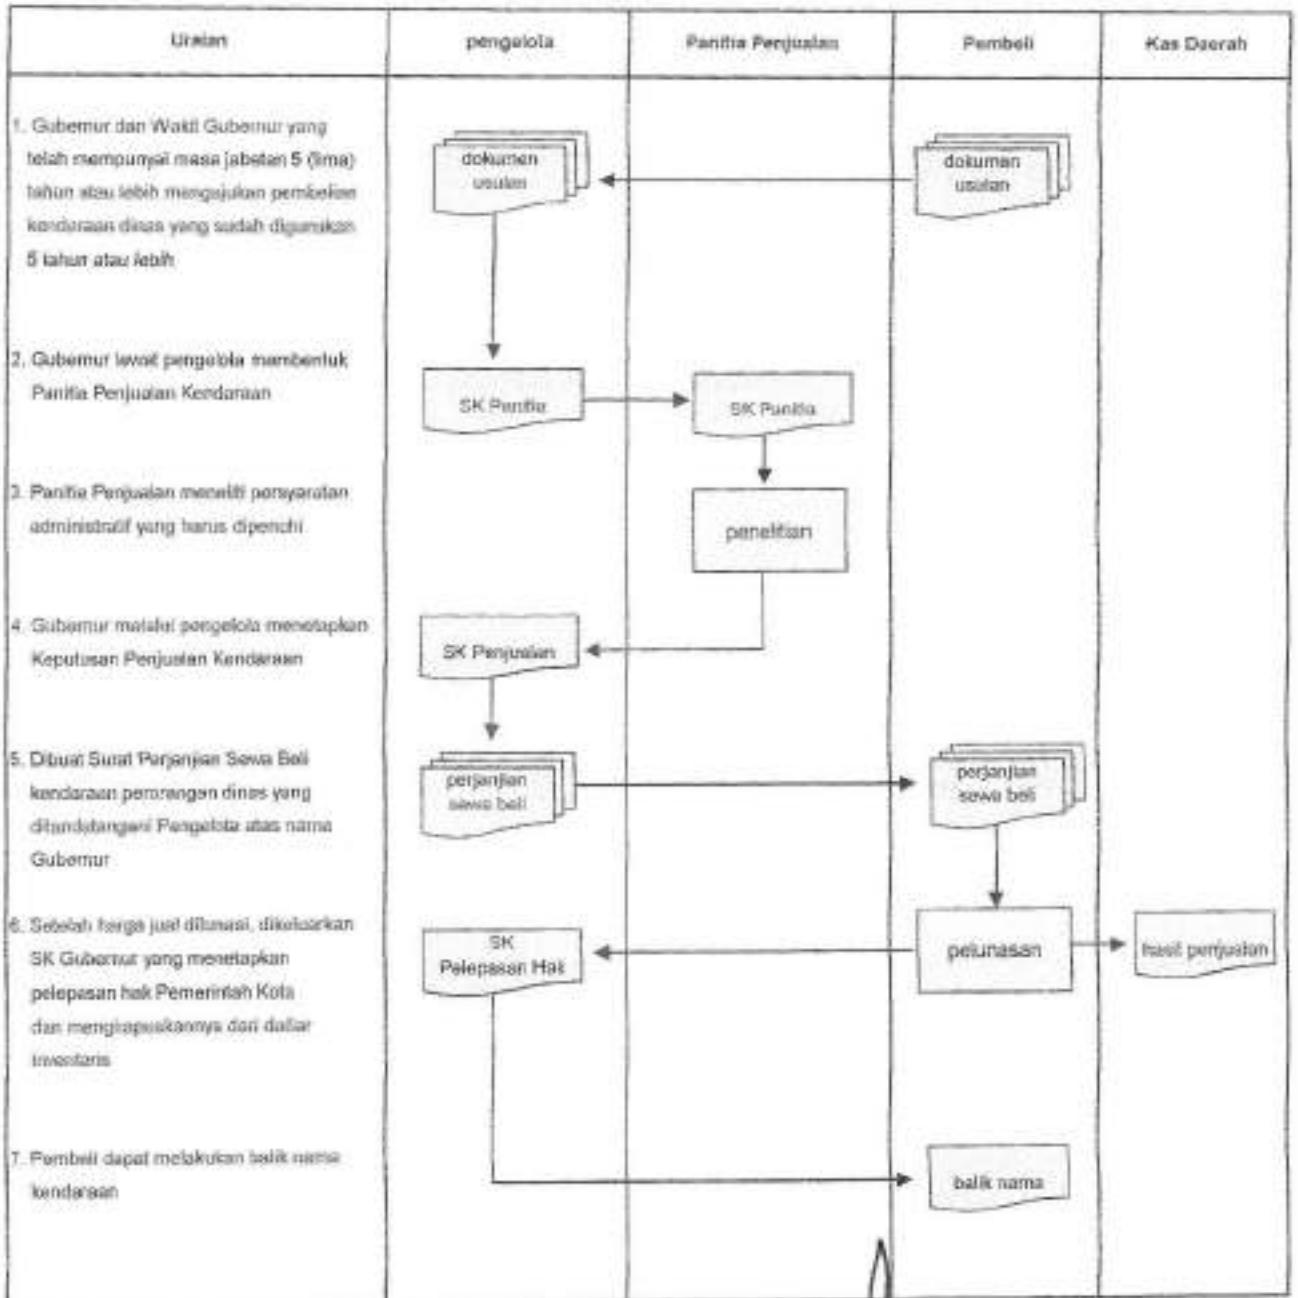 Uraian
pengelola
Panitia Penjualan
Pembeli
Kas Daerah
1. Gubernur dan Wakil Gubernur yang
telah mempunyai masa jabatan 5 (lima)
tahun atau lebih mengajukan pembelian
kendaraan dinas yang sudah digunakan
5 tahun atau lebih
dokumen
usulan
dokumen
usulan
2. Gubernur lewat pengelola membentuk
Panitia Penjualan Kendaraan
SK Panitia
SK Panitia
3. Panitia Penjualan meneliti persyaratan
administratif yang harus dipenuhi
penelitian
4. Gubernur melalui pengelola menetapkan
Keputusan Penjualan Kendaraan
SK Penjualan
5. Dibuat Surat Perjanjian Sewa Beli
kendaraan perorangan dinas yang
ditandatangani Pengelola atas nama
Gubernur
perjanjian
sewa beli
perjanjian
sewa beli
6. Setelah harga jual dilunasi, dikeluarkan
SK Gubernur yang menetapkan
pelepasan hak Pemerintah Kota
dan menghapuskannya dari daftar
inventaris
SK
Pelepasan Hak
pelunasan
hasil penjualan
7. Pembeli dapat melakukan balik nama
kendaraan
balik nama